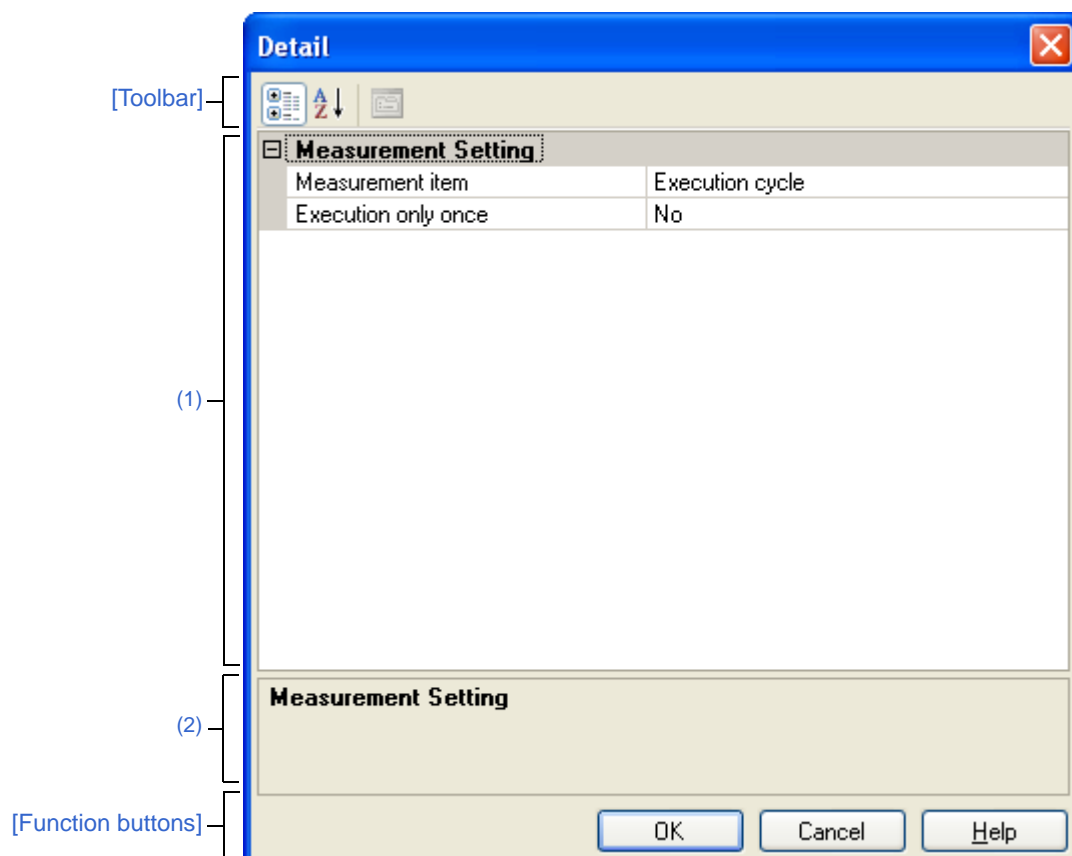 Detail
[Toolbar]
A
Z
Measurement Setting
Measurement item Execution cycle
Execution only once No
(1)
Measurement Setting
(2)
[Function buttons]
OK Cancel Help